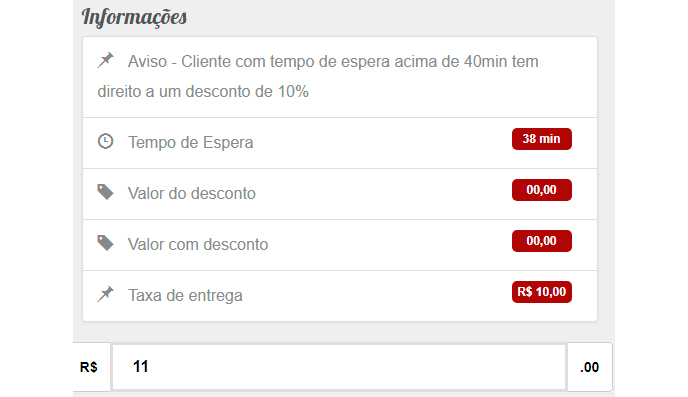 Informações
Aviso - Cliente com tempo de espera acima de 40min tem
direito a um desconto de 10%
Tempo de Espera 38 min
Valor do desconto 00,00
Valor com desconto 00,00
Taxa de entrega R$ 10,00
R$ 11 .00